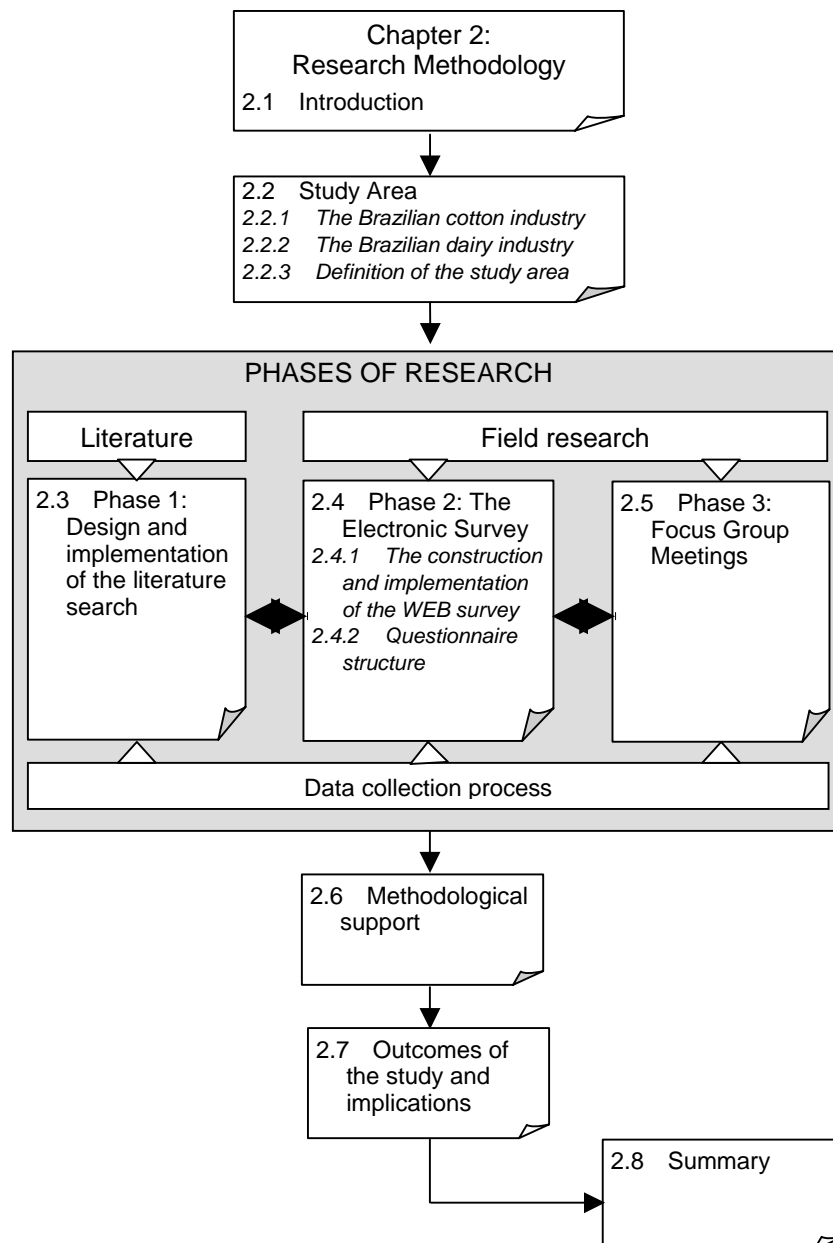 Chapter 2:
Research Methodology
2.1 Introduction
2.2 Study Area
2.2.1 The Brazilian cotton industry
2.2.2 The Brazilian dairy industry
2.2.3 Definition of the study area
PHASES OF RESEARCH
Literature
Field research
2.3 Phase 1:
Design and
implementation
of the literature
search
2.4 Phase 2: The
Electronic Survey
2.4.1 The construction
and implementation
of the WEB survey
2.4.2 Questionnaire
structure
2.5 Phase 3:
Focus Group
Meetings
Data collection process
2.6 Methodological
support
2.7 Outcomes of
the study and
implications
2.8 Summary